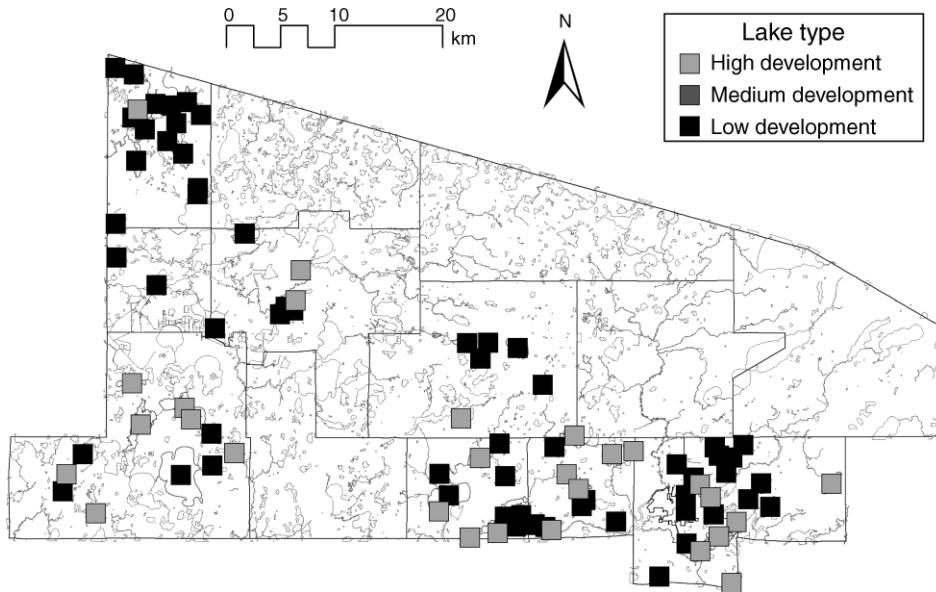 0 5 10 20
km
N
Lake type
High development
Medium development
Low development